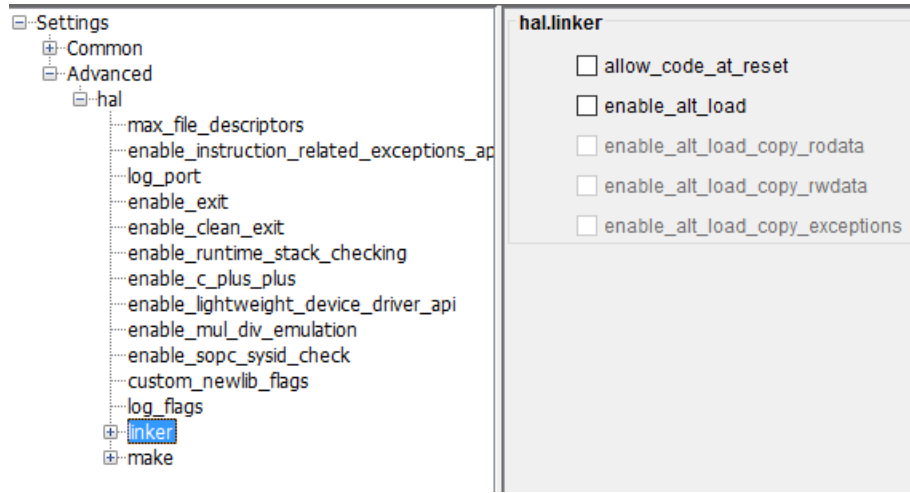 Settings
Common
Advanced
hal
max_file_descriptors
enable_instruction_related_exceptions_ap
log_port
enable_exit
enable_clean_exit
enable_runtime_stack_checking
enable_c_plus_plus
enable_lightweight_device_driver_api
enable_mul_div_emulation
enable_sopc_sysid_check
custom_newlib_flags
log_flags
linker
make
hal.linker
allow_code_at_reset
enable_alt_load
enable_alt_load_copy_rodata
enable_alt_load_copy_rwdata
enable_alt_load_copy_exceptions